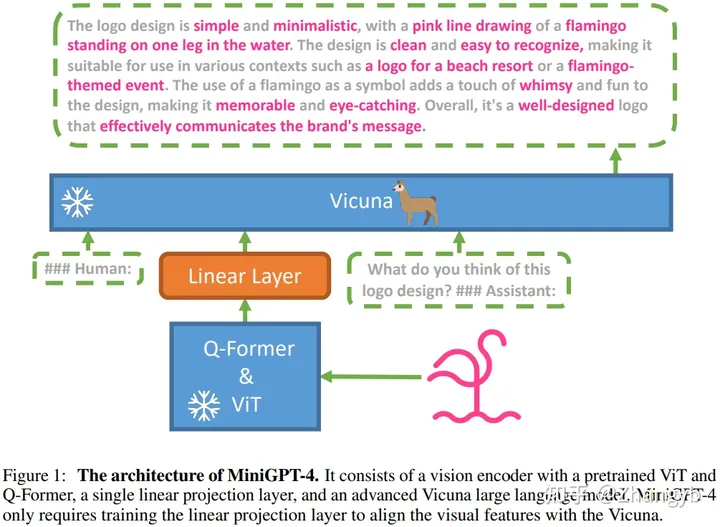 The logo design is simple and minimalistic, with a pink line drawing of a flamingo
standing on one leg in the water. The design is clean and easy to recognize, making it
suitable for use in various contexts such as a logo for a beach resort or a flamingo-
themed event. The use of a flamingo as a symbol adds a touch of whimsy and fun to
the design, making it memorable and eye-catching. Overall, it's a well-designed logo
that effectively communicates the brand's message.
Vicuna
### Human:
Linear Layer
What do you think of this
logo design? ### Assistant:
Q-Former
&
ViT
Figure 1: The architecture of MiniGPT-4. It consists of a vision encoder with a pretrained ViT and
Q-Former, a single linear projection layer, and an advanced Vicuna large language model. MiniGPT-4
only requires training the linear projection layer to align the visual features with the Vicuna.
知乎 @Zhangyb